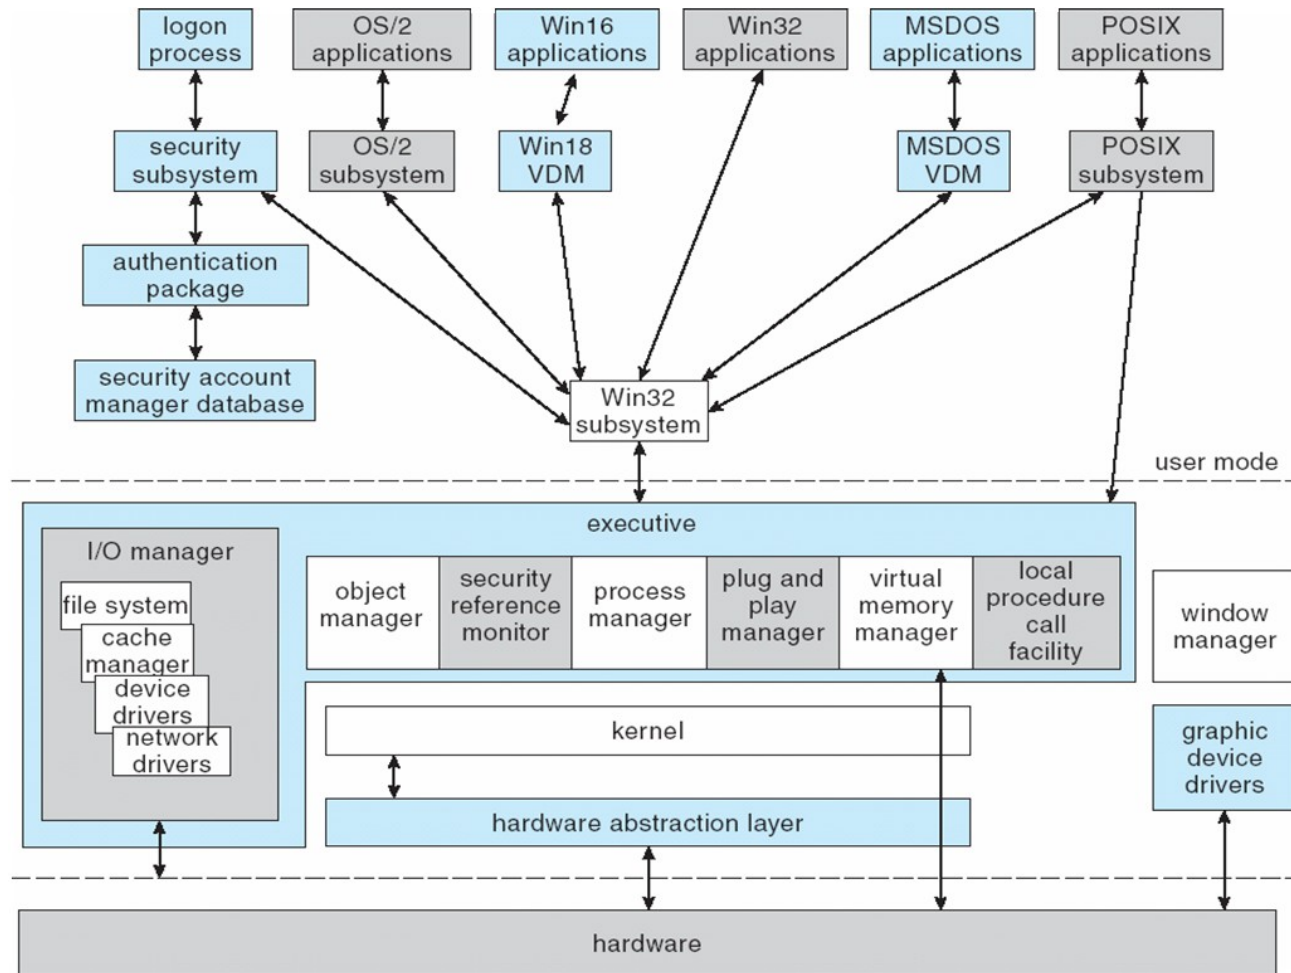 logon
process
OS/2
applications
Win16
applications
Win32
applications
MSDOS
applications
POSIX
applications
security
subsystem
OS/2
subsystem
Win18
VDM
MSDOS
VDM
POSIX
subsystem
authentication
package
security account
manager database
Win32
subsystem
user mode
executive
I/O manager
file system
cache
manager
device
drivers
network
drivers
object
manager
security
reference
monitor
process
manager
plug and
play
manager
virtual
memory
manager
local
procedure
call
facility
window
manager
kernel
graphic
device
drivers
hardware abstraction layer
hardware